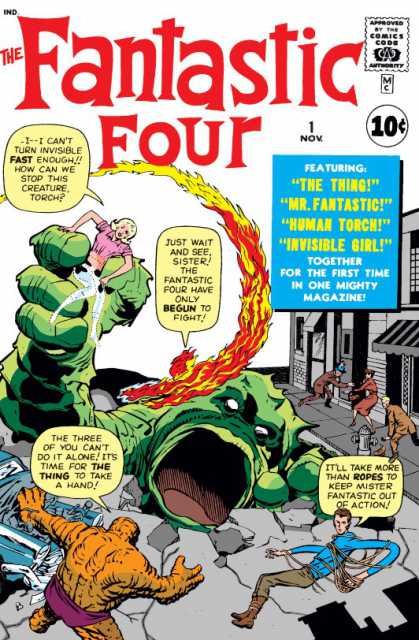 IND.
THE
Fantastic
Four
APPROVED
BY THE
COMICS
CODE
AUTHORITY
M
C
1
NOV.
10¢
-I--I CAN'T
TURN INVISIBLE
FAST ENOUGH!!
HOW CAN WE
STOP THIS
CREATURE,
TORCH?
FEATURING:
"THE THING!"
"MR. FANTASTIC!"
"HUMAN TORCH!"
"INVISIBLE GIRL!"
TOGETHER
FOR THE FIRST TIME
IN ONE MIGHTY
MAGAZINE!
JUST WAIT
AND SEE,
SISTER!
THE
FANTASTIC
FOUR HAVE
ONLY
BEGUN TO
FIGHT!
THE THREE
OF YOU CAN'T
DO IT ALONE! IT'S
TIME FOR THE
THING TO TAKE
A HAND!
IT'LL TAKE MORE
THAN ROPES TO
KEEP MISTER
FANTASTIC OUT
OF ACTION!